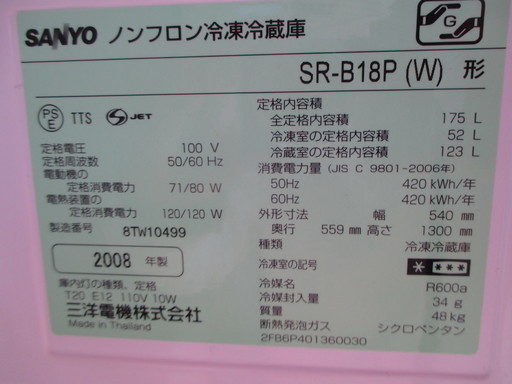 SANYO ノンフロン冷凍冷蔵庫
G
SR-B18P (W) 形
PS E TTS S JET
定格電圧 100 V
定格周波数 50/60 Hz
電動機の
定格消費電力 71/80 W
電熱装置の
定格消費電力 120/120 W
製造番号 8TW10499
2008 年製
庫内灯の種類、定格
T20 E12 110V 10W
三洋電機株式会社
Made in Thailand
定格内容積
全定格内容積 175 L
冷凍室の定格内容積 52 L
冷蔵室の定格内容積 123 L
消費電力量 (JIS C 9801-2006年)
50Hz 420 kWh/年
60Hz 420 kWh/年
外形寸法 幅 540 mm
奥行 559 mm 高さ 1300 mm
種類 冷凍冷蔵庫
冷凍室の記号 * ***
冷媒名 R600a
冷媒封入量 34 g
質量 48 kg
断熱発泡ガス シクロペンタン
2FB6P401360030